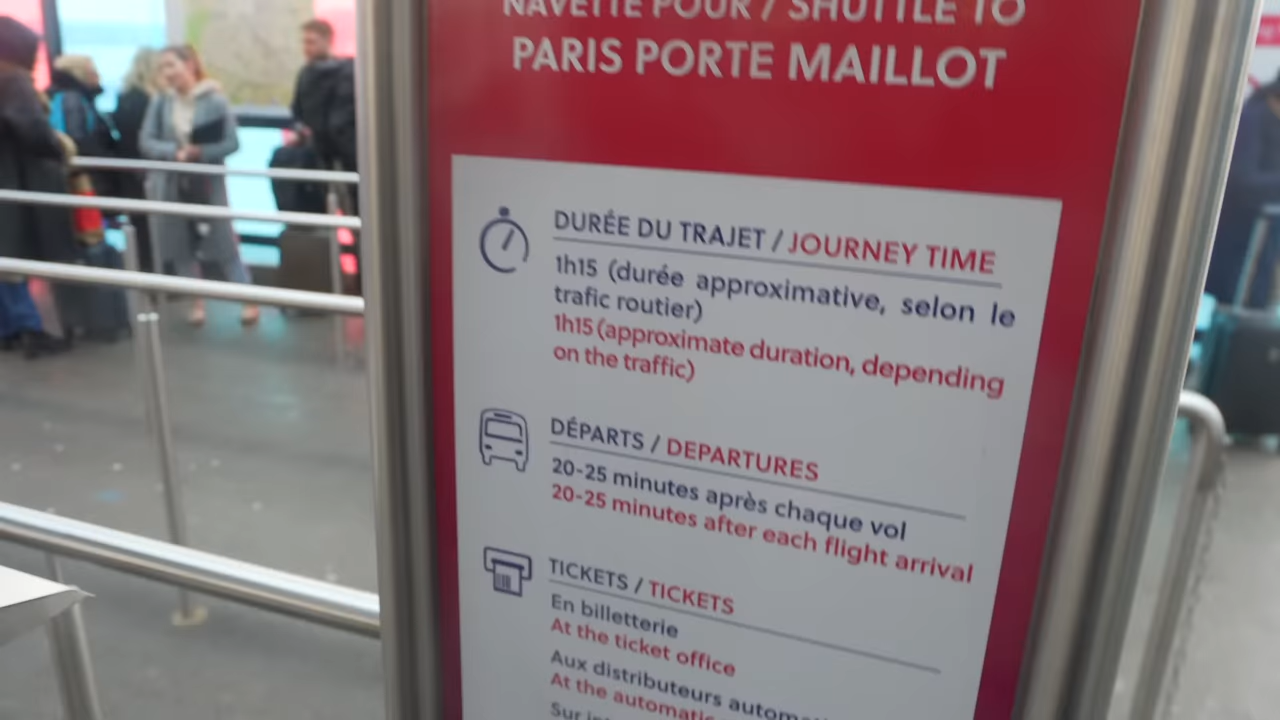 NAVETTE POUR / SHUTTLE TO
PARIS PORTE MAILLOT
DURÉE DU TRAJET / JOURNEY TIME
1h15 (durée approximative, selon le
trafic routier)
1h15 (approximate duration, depending
on the traffic)
DÉPARTS / DEPARTURES
20-25 minutes après chaque vol
20-25 minutes after each flight arrival
TICKETS / TICKETS
En billetterie
At the ticket office
Aux distributeurs
At the automatic
Sur